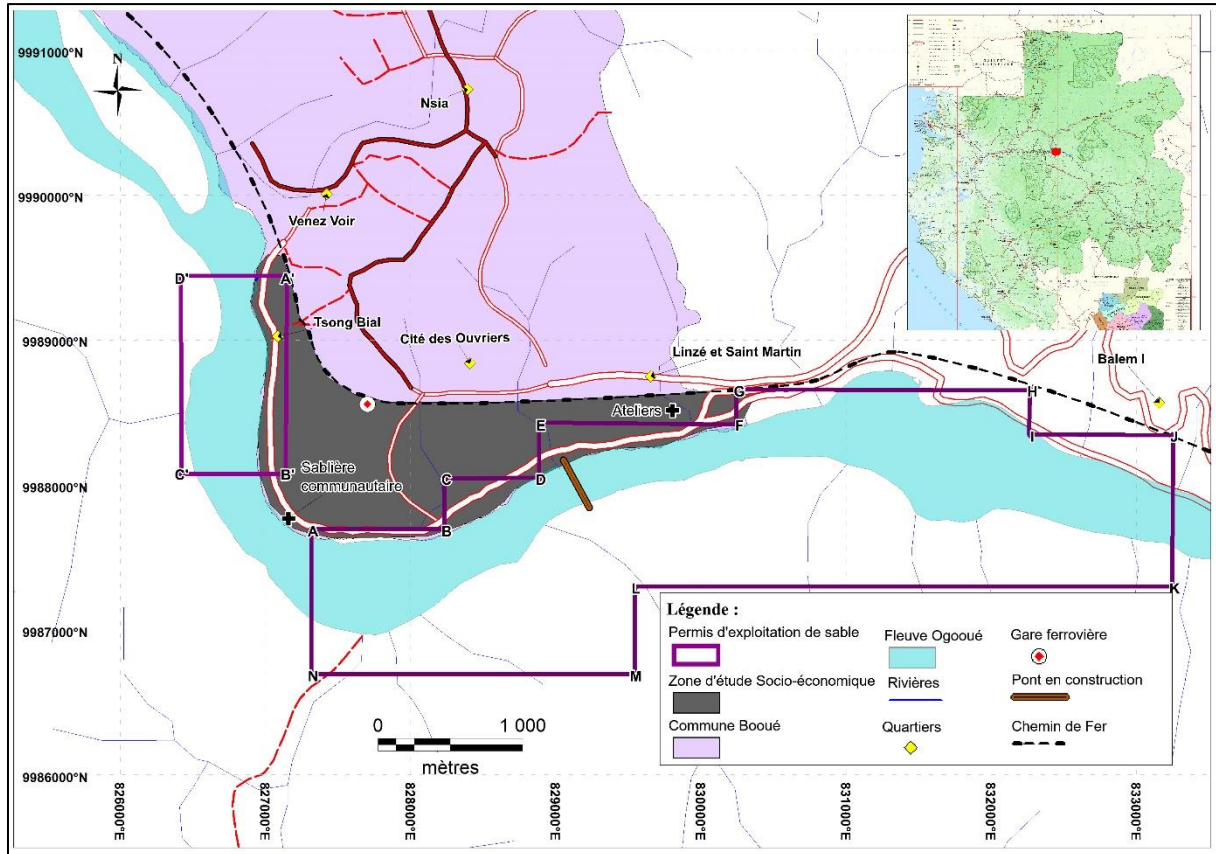 9991000°N
N
Nsia
9990000°N
Venez Voir
D'
A'
Tsong Bial
9989000°N
Cité des Ouvriers
Linzé et Saint Martin
Balem I
G
H
Ateliers
E
F
I
J
C'
B'
Sablière
communautaire
C
D
9988000°N
A
B
L
K
9987000°N
N
M
Légende :
Permis d'exploitation de sable
Zone d'étude Socio-économique
Commune Booué
Fleuve Ogooué
Rivières
Quartiers
Gare ferrovière
Pont en construction
Chemin de Fer
0
1 000
mètres
9986000°N
826000°E
827000°E
828000°E
829000°E
830000°E
831000°E
832000°E
833000°E